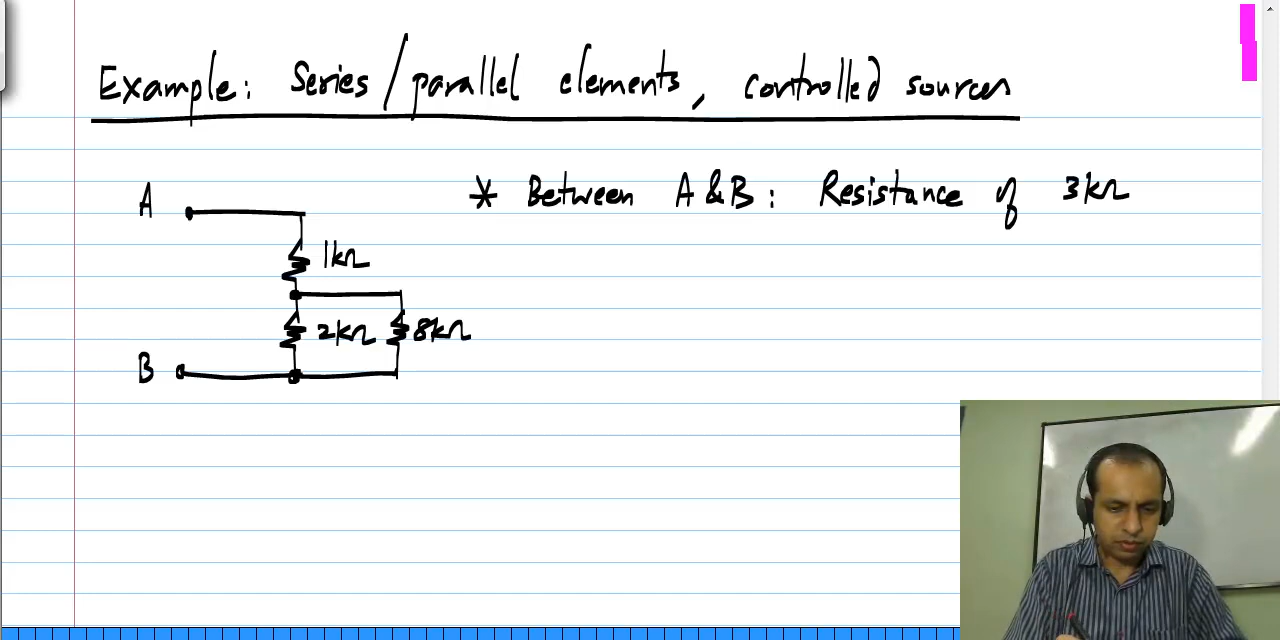 Example: Series/parallel elements, controlled sources
A
* Between A & B: Resistance of 3kΩ
1kΩ
2kΩ 8kΩ
B